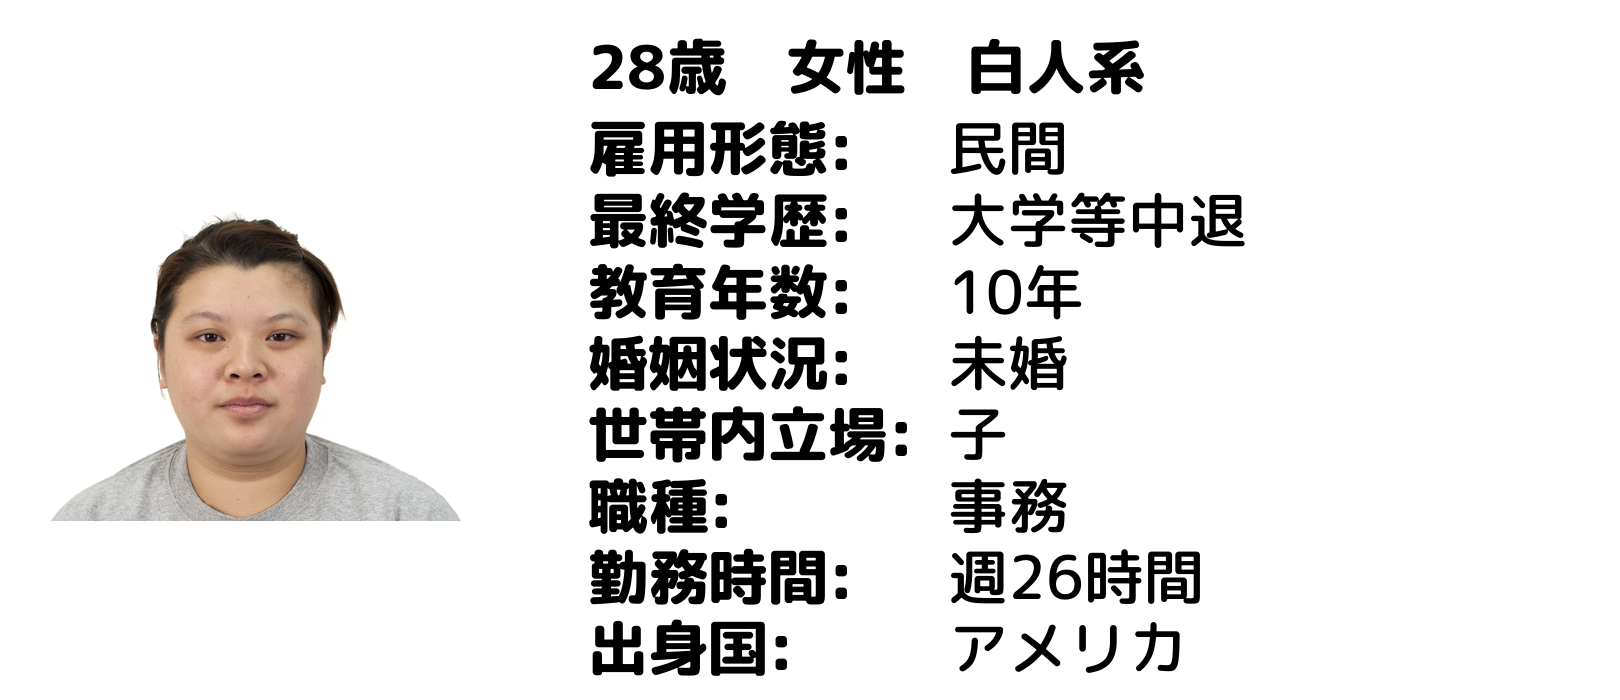 28歳　女性　白人系
雇用形態:　民間
最終学歴:　大学等中退
教育年数:　10年
婚姻状況:　未婚
世帯内立場:　子
職種:　事務
勤務時間:　週26時間
出身国:　アメリカ